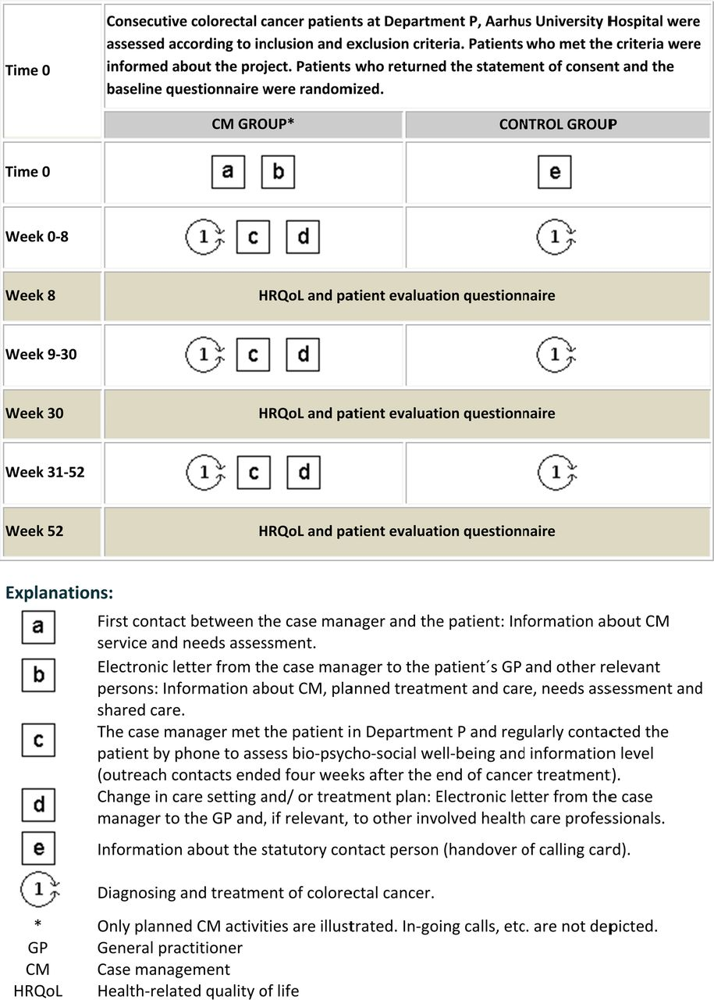 Time 0
Consecutive colorectal cancer patients at Department P, Aarhus University Hospital were
assessed according to inclusion and exclusion criteria. Patients who met the criteria were
informed about the project. Patients who returned the statement of consent and the
baseline questionnaire were randomized.
CM GROUP*
CONTROL GROUP
Time 0
a b
e
Week 0-8
1 c d
1
Week 8
HRQoL and patient evaluation questionnaire
Week 9-30
1 c d
1
Week 30
HRQoL and patient evaluation questionnaire
Week 31-52
1 c d
1
Week 52
HRQoL and patient evaluation questionnaire
Explanations:
a
First contact between the case manager and the patient: Information about CM
service and needs assessment.
b
Electronic letter from the case manager to the patient´s GP and other relevant
persons: Information about CM, planned treatment and care, needs assessment and
shared care.
c
The case manager met the patient in Department P and regularly contacted the
patient by phone to assess bio-psycho-social well-being and information level
(outreach contacts ended four weeks after the end of cancer treatment).
d
Change in care setting and/ or treatment plan: Electronic letter from the case
manager to the GP and, if relevant, to other involved health care professionals.
e
Information about the statutory contact person (handover of calling card).
1
Diagnosing and treatment of colorectal cancer.
* Only planned CM activities are illustrated. In-going calls, etc. are not depicted.
GP General practitioner
CM Case management
HRQoL Health-related quality of life